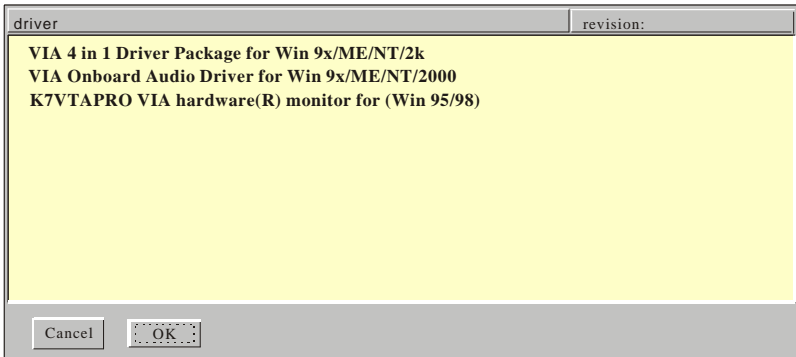 driver revision:
VIA 4 in 1 Driver Package for Win 9x/ME/NT/2k
VIA Onboard Audio Driver for Win 9x/ME/NT/2000
K7VTAPRO VIA hardware(R) monitor for (Win 95/98)
Cancel OK